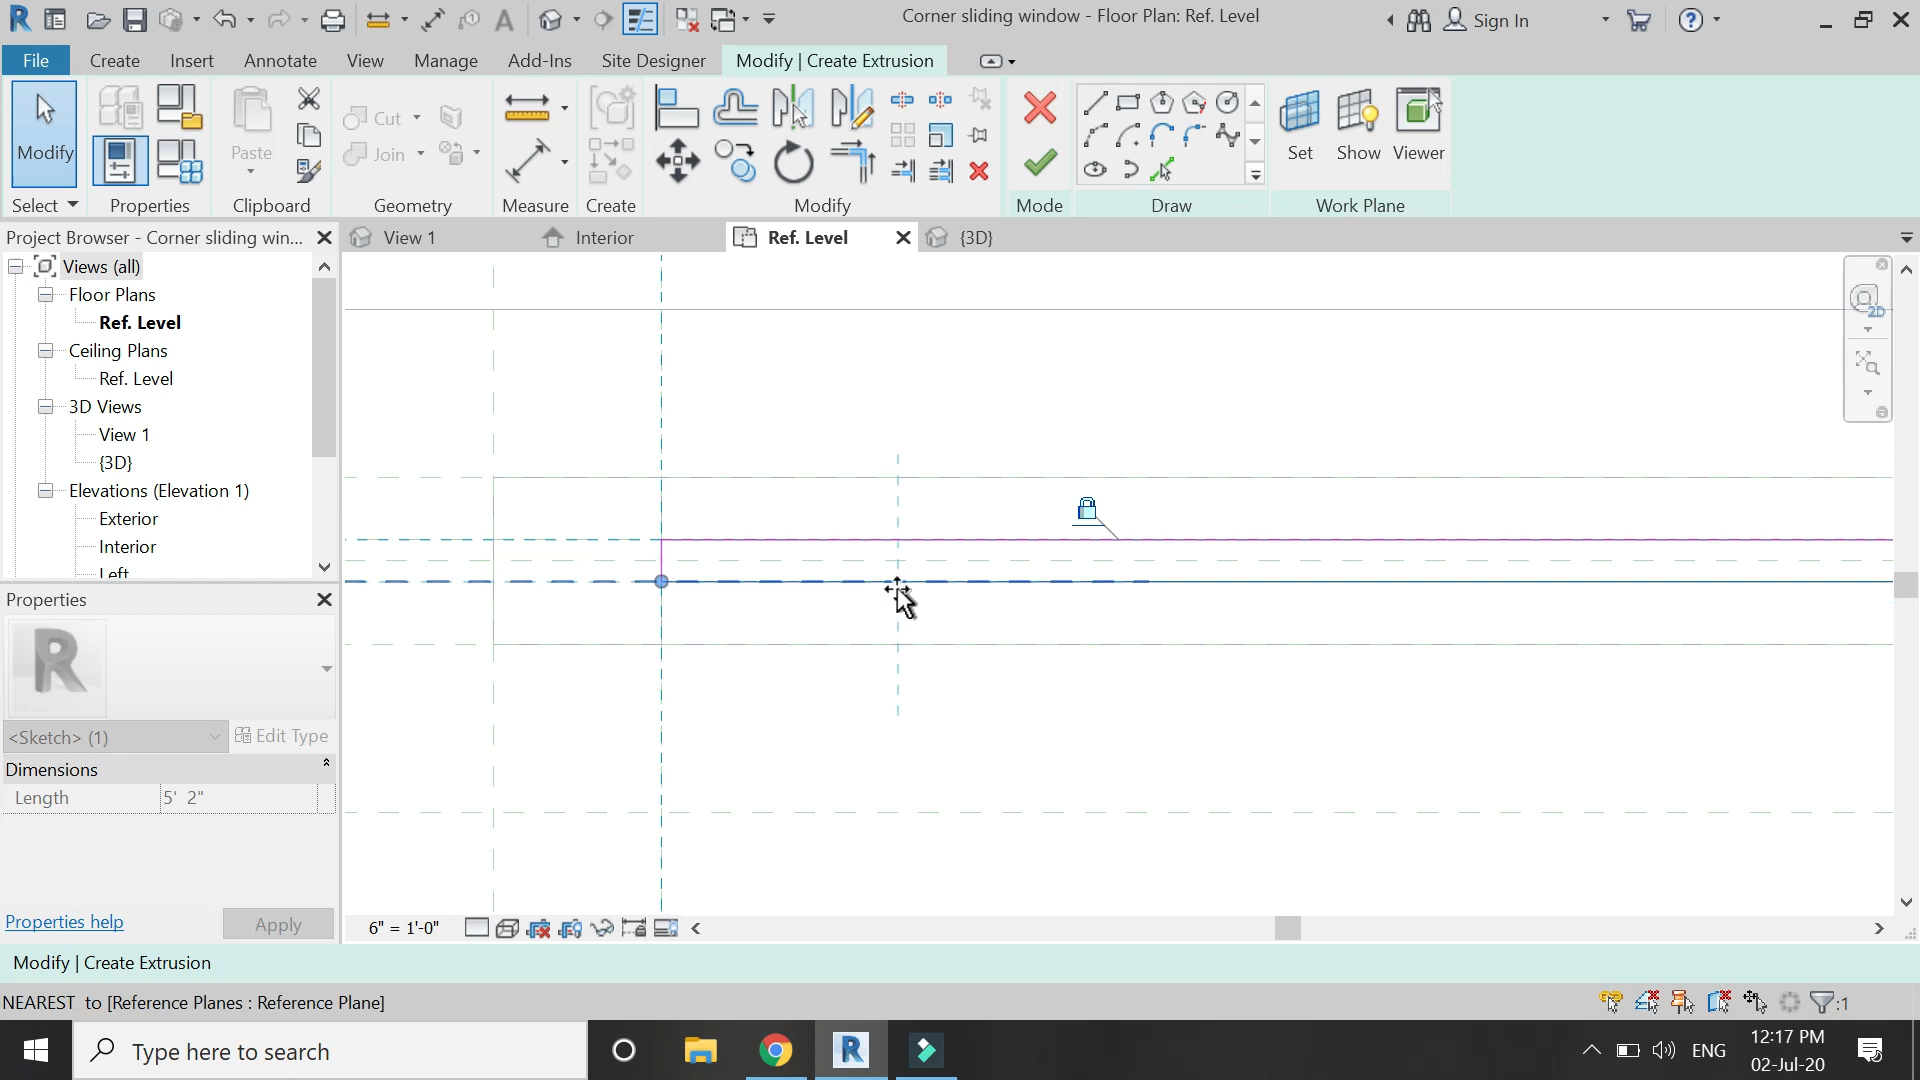 Corner sliding window - Floor Plan: Ref. Level
Sign In
File
Create
Insert
Annotate
View
Manage
Add-Ins
Site Designer
Modify | Create Extrusion
Modify
Paste
Cut
Join
Set
Show
Viewer
Select
Properties
Clipboard
Geometry
Measure
Create
Modify
Mode
Draw
Work Plane
Project Browser - Corner sliding win...
View 1
Interior
Ref. Level
{3D}
Views (all)
Floor Plans
Ref. Level
Ceiling Plans
Ref. Level
3D Views
View 1
{3D}
Elevations (Elevation 1)
Exterior
Interior
Left
2D
Properties
R
<Sketch> (1)
Edit Type
Dimensions
Length
5' 2"
Properties help
Apply
6" = 1'-0"
Modify | Create Extrusion
NEAREST to [Reference Planes : Reference Plane]
:1
Type here to search
ENG
12:17 PM
02-Jul-20